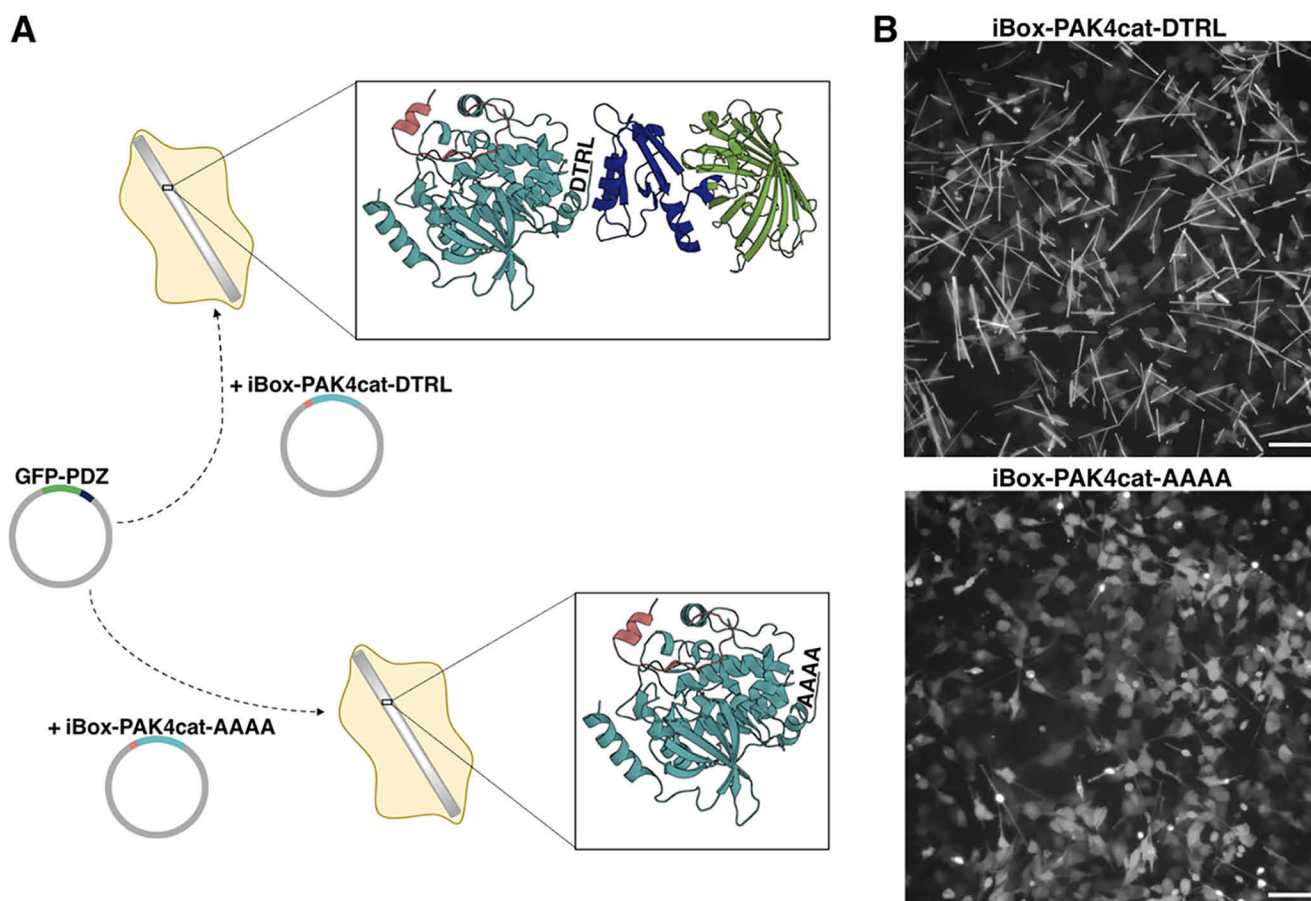 A
B
iBox-PAK4cat-DTRL
DTRL
+ iBox-PAK4cat-DTRL
GFP-PDZ
iBox-PAK4cat-AAAA
AAAA
+ iBox-PAK4cat-AAAA